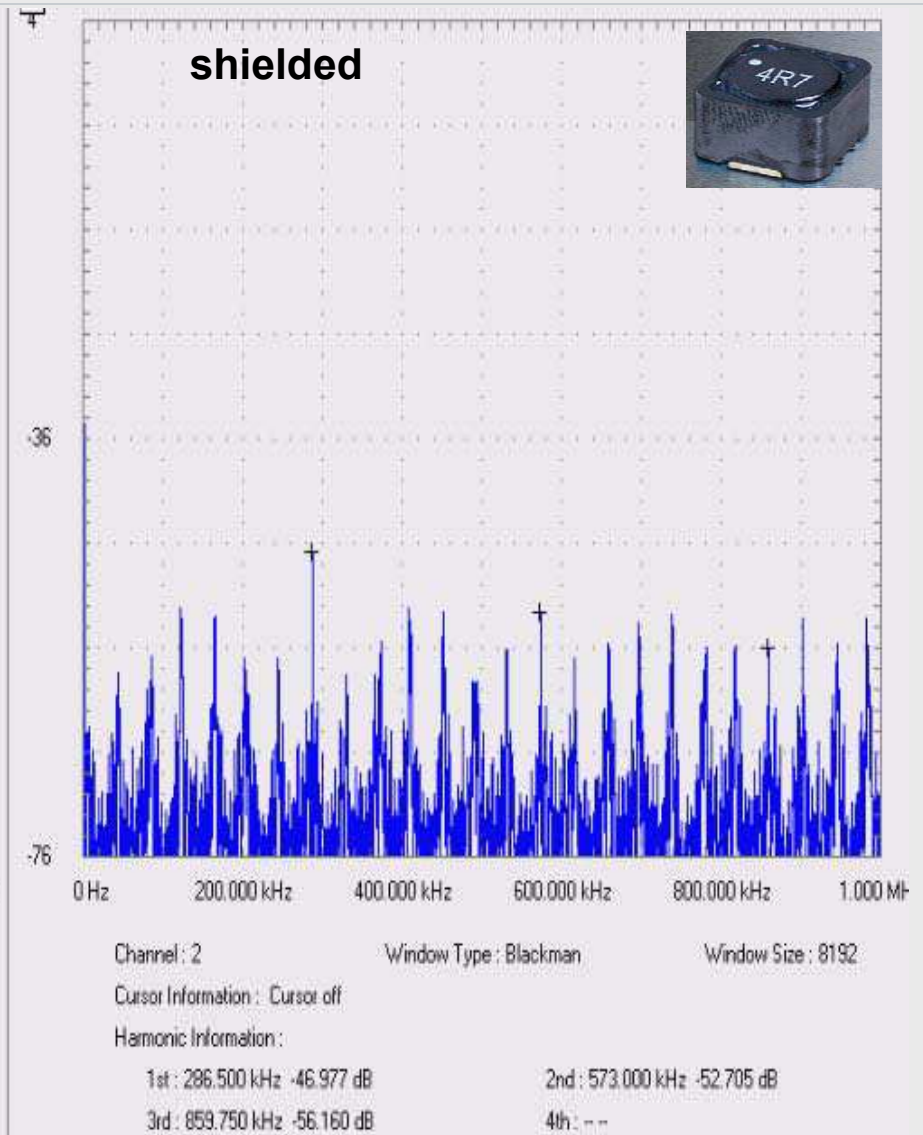 4
shielded
4R7
-36
-76
0 Hz 200.000 kHz 400.000 kHz 600.000 kHz 800.000 kHz 1.000 MH
Channel : 2 Window Type : Blackman Window Size : 8192
Cursor Information : Cursor off
Harmonic Information :
1st : 286.500 kHz -46.977 dB 2nd : 573.000 kHz -52.705 dB
3rd : 859.750 kHz -56.160 dB 4th : -- --